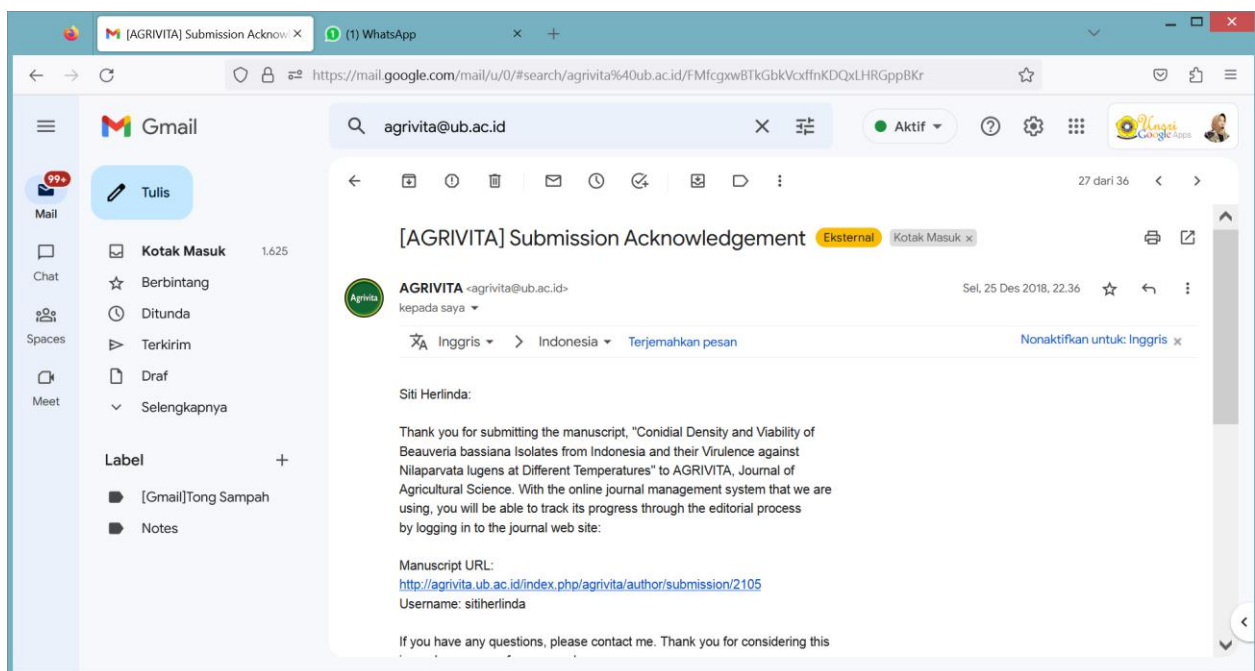 [AGRIVITA] Submission Acknow
(1) WhatsApp
https://mail.google.com/mail/u/0/#search/agrivita%40ub.ac.id/FMfcgxwBTkGbkVcxffnKDQxLHRGppBKr
Gmail
agrivita@ub.ac.id
Aktif
Unsri
Google Apps
99+
Mail
Chat
Spaces
Meet
Tulis
Kotak Masuk 1.625
Berbintang
Ditunda
Terkirim
Draf
Selengkapnya
Label
[Gmail]Tong Sampah
Notes
27 dari 36
[AGRIVITA] Submission Acknowledgement Eksternal Kotak Masuk x
Agrivita
AGRIVITA <agrivita@ub.ac.id> Sel, 25 Des 2018, 22.36
kepada saya
Inggris > Indonesia Terjemahkan pesan Nonaktifkan untuk: Inggris x
Siti Herlinda:
Thank you for submitting the manuscript, "Conidial Density and Viability of
Beauveria bassiana Isolates from Indonesia and their Virulence against
Nilaparvata lugens at Different Temperatures" to AGRIVITA, Journal of
Agricultural Science. With the online journal management system that we are
using, you will be able to track its progress through the editorial process
by logging in to the journal web site:
Manuscript URL:
http://agrivita.ub.ac.id/index.php/agrivita/author/submission/2105
Username: sitiherlinda
If you have any questions, please contact me. Thank you for considering this